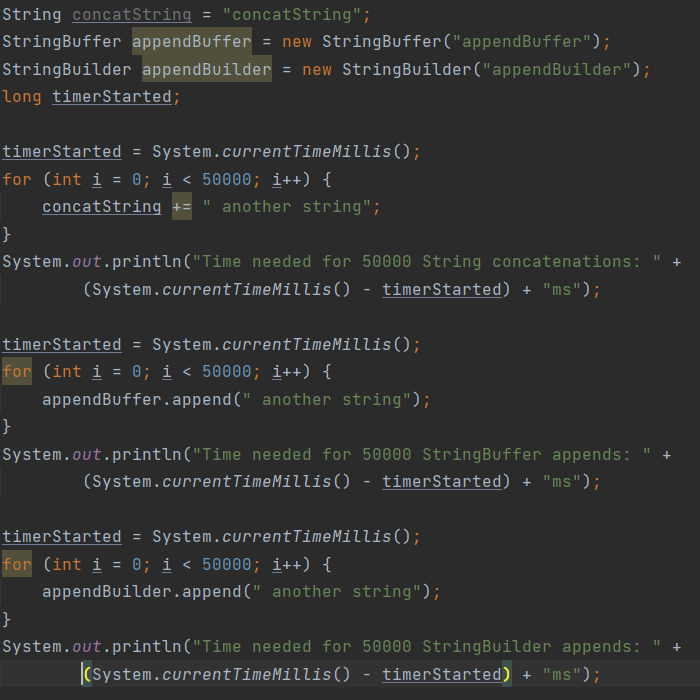 String concatString = "concatString";
StringBuffer appendBuffer = new StringBuffer("appendBuffer");
StringBuilder appendBuilder = new StringBuilder("appendBuilder");
long timerStarted;

timerStarted = System.currentTimeMillis();
for (int i = 0; i < 50000; i++) {
    concatString += " another string";
}
System.out.println("Time needed for 50000 String concatenations: " +
        (System.currentTimeMillis() - timerStarted) + "ms");

timerStarted = System.currentTimeMillis();
for (int i = 0; i < 50000; i++) {
    appendBuffer.append(" another string");
}
System.out.println("Time needed for 50000 StringBuffer appends: " +
        (System.currentTimeMillis() - timerStarted) + "ms");

timerStarted = System.currentTimeMillis();
for (int i = 0; i < 50000; i++) {
    appendBuilder.append(" another string");
}
System.out.println("Time needed for 50000 StringBuilder appends: " +
        (System.currentTimeMillis() - timerStarted) + "ms");